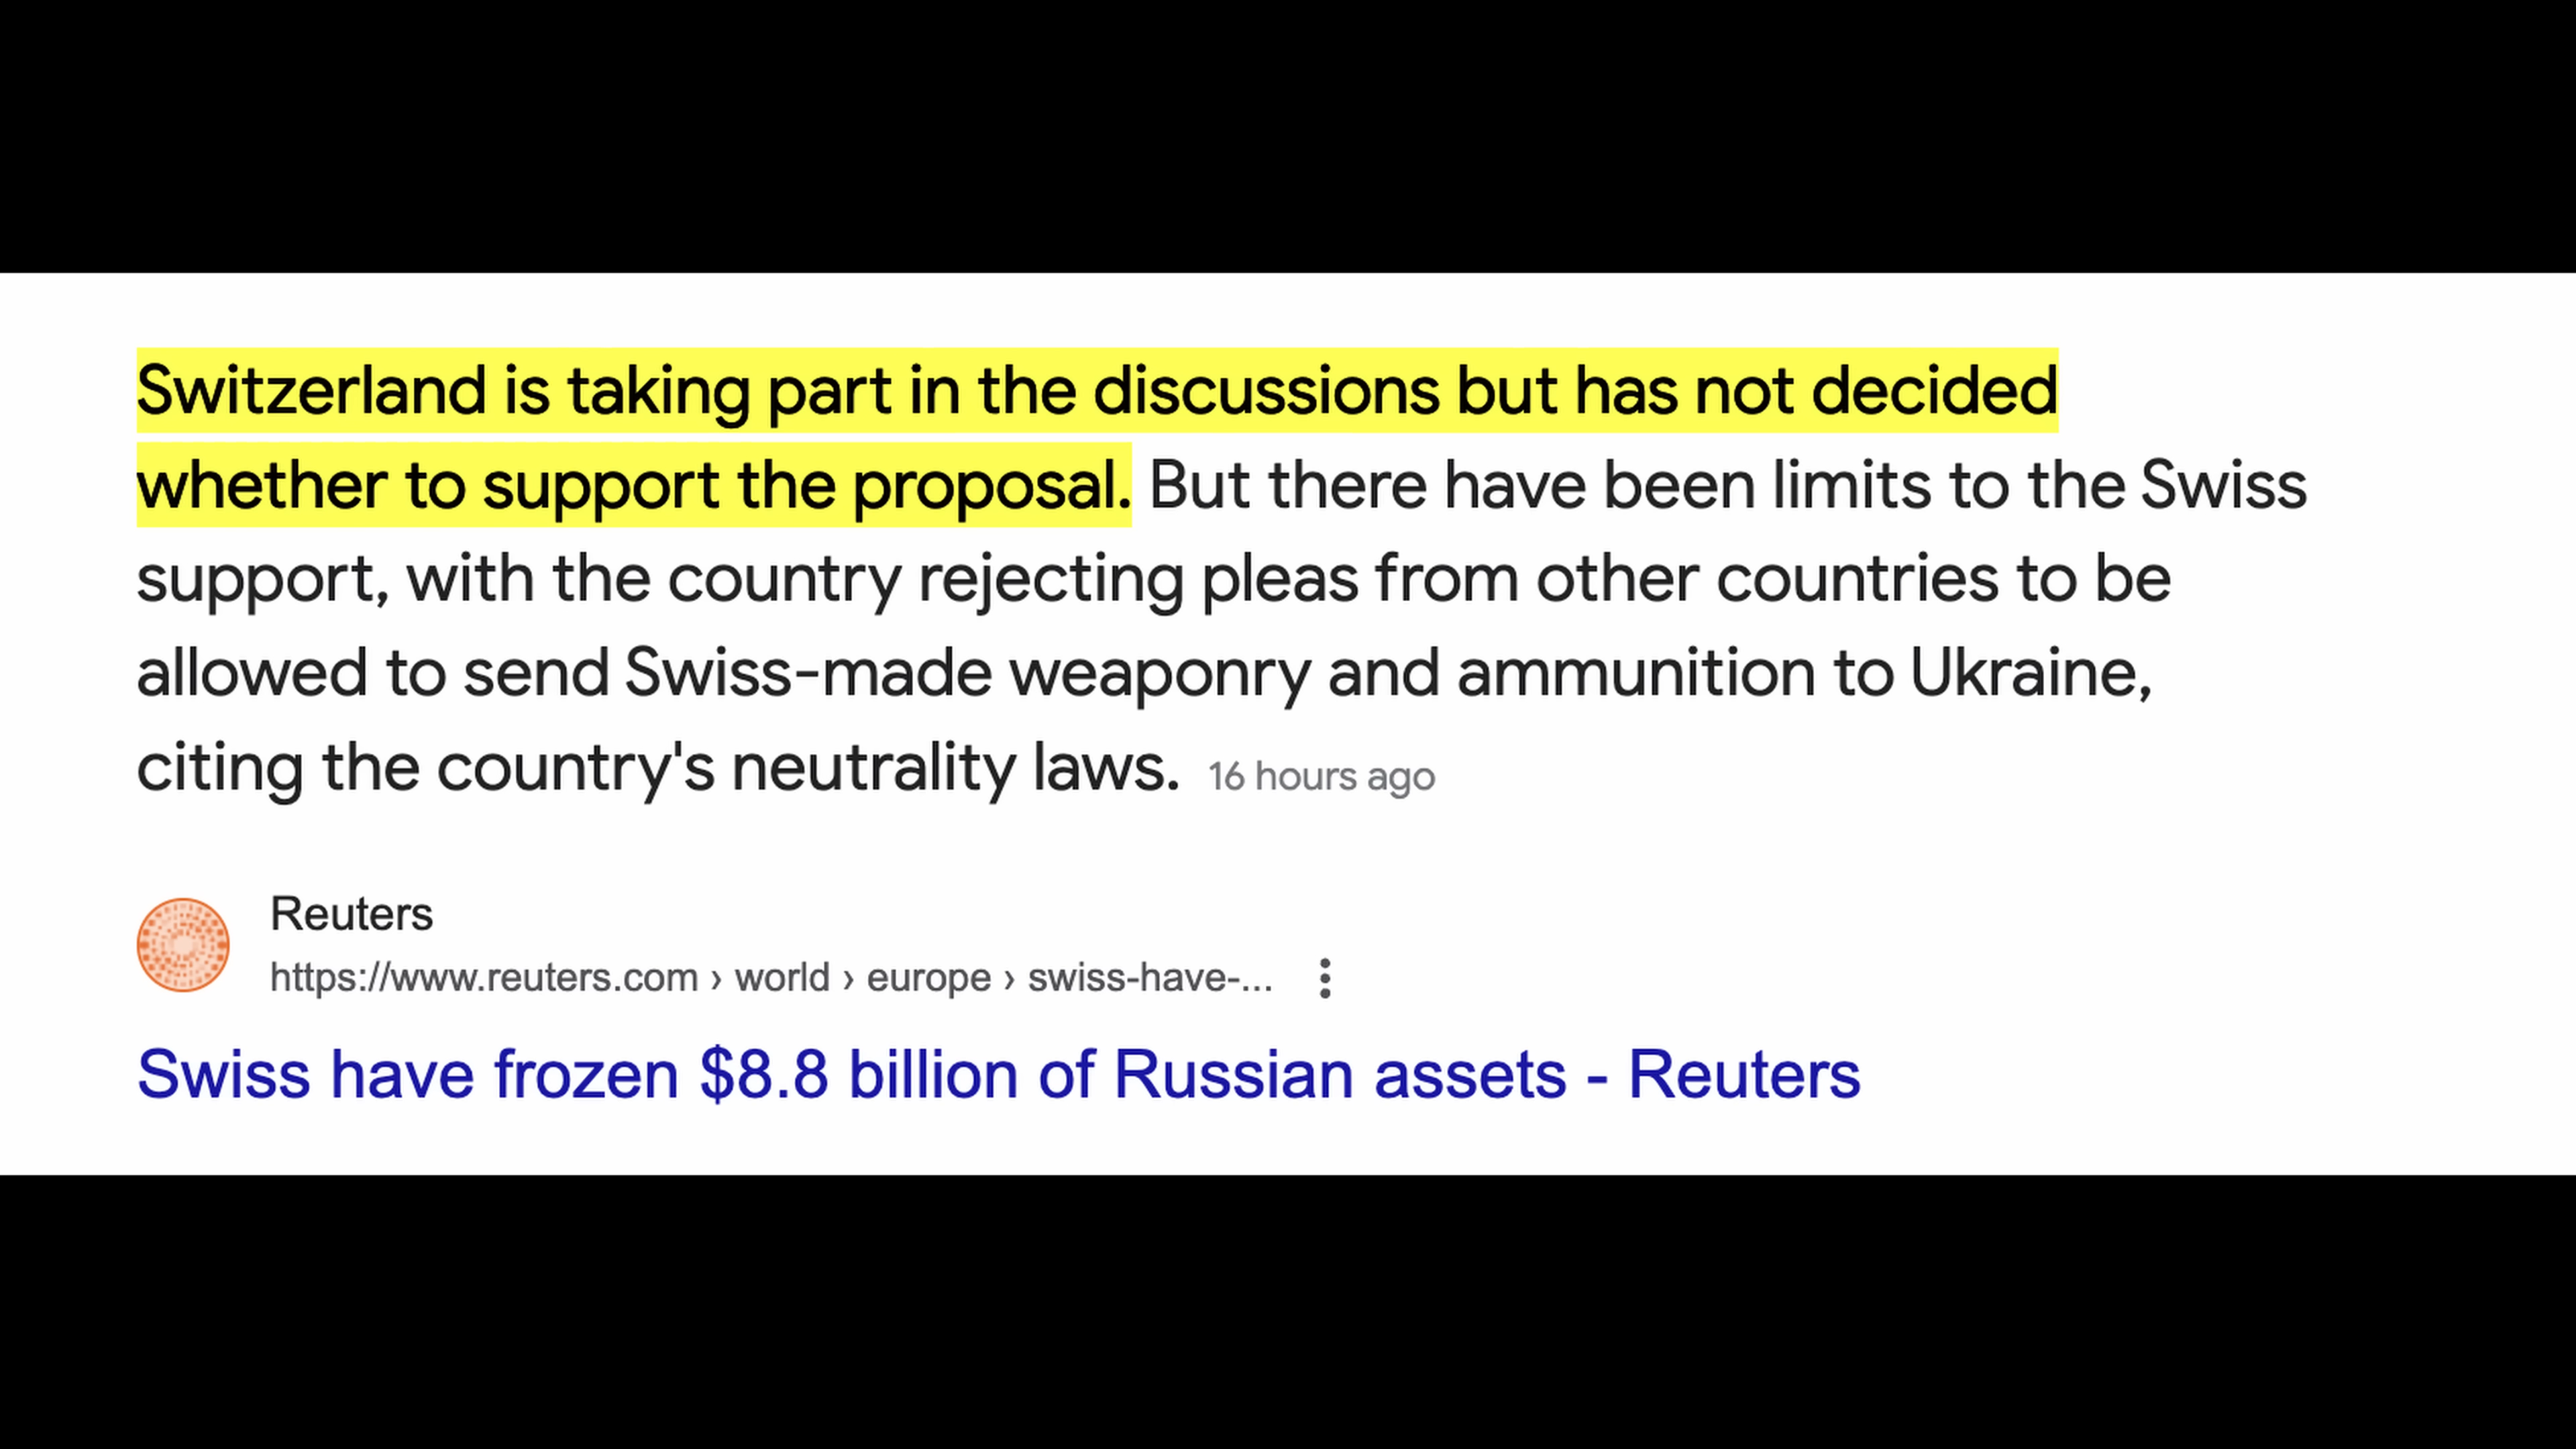 Switzerland is taking part in the discussions but has not decided
whether to support the proposal. But there have been limits to the Swiss
support, with the country rejecting pleas from other countries to be
allowed to send Swiss-made weaponry and ammunition to Ukraine,
citing the country's neutrality laws. 16 hours ago
Reuters
https://www.reuters.com › world › europe › swiss-have-...
Swiss have frozen $8.8 billion of Russian assets - Reuters